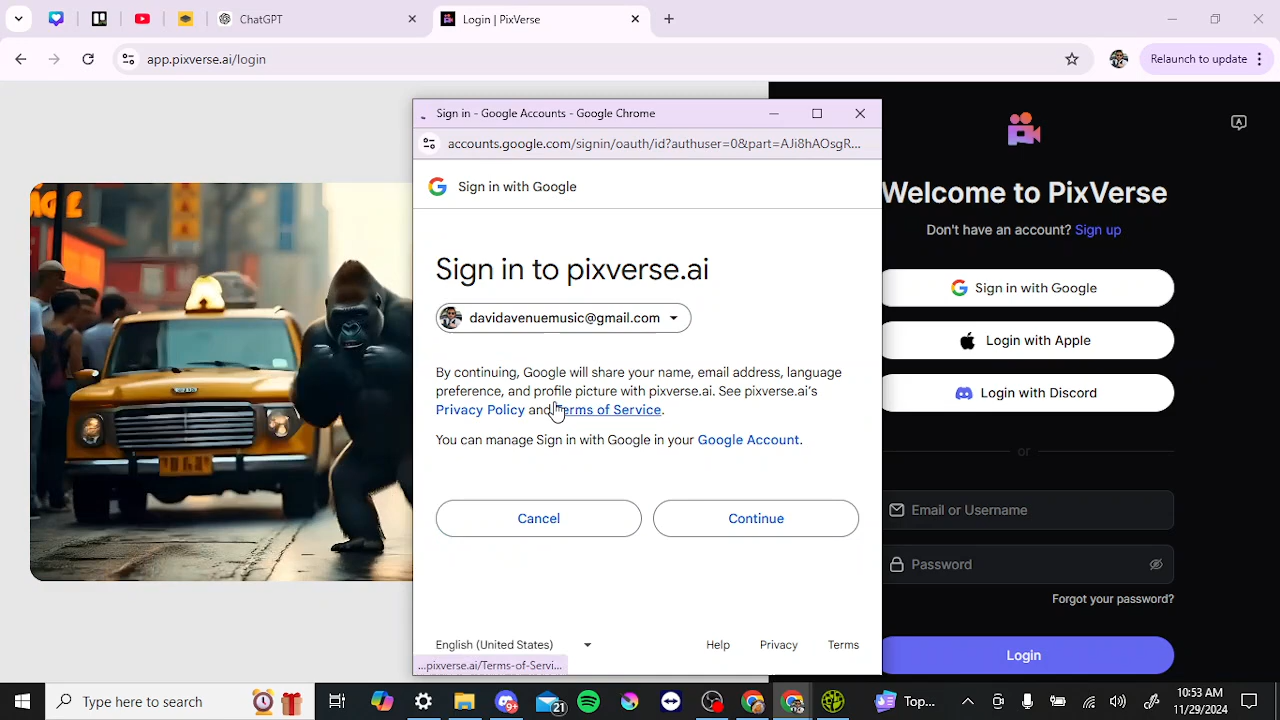 ChatGPT
Login | PixVerse
app.pixverse.ai/login
Relaunch to update
Sign in - Google Accounts - Google Chrome
accounts.google.com/signin/oauth/id?authuser=0&part=AJi8hAOsgR...
Sign in with Google
Sign in to pixverse.ai
davidavenuemusic@gmail.com
By continuing, Google will share your name, email address, language
preference, and profile picture with pixverse.ai. See pixverse.ai's
Privacy Policy and Terms of Service.
You can manage Sign in with Google in your Google Account.
Cancel
Continue
English (United States)
Help
Privacy
Terms
...pixverse.ai/Terms-of-Servi...
A
Welcome to PixVerse
Don't have an account? Sign up
Sign in with Google
Login with Apple
Login with Discord
or
Email or Username
Password
Forgot your password?
Login
Type here to search
9+
21
Top...
10:53 AM
11/29/2024